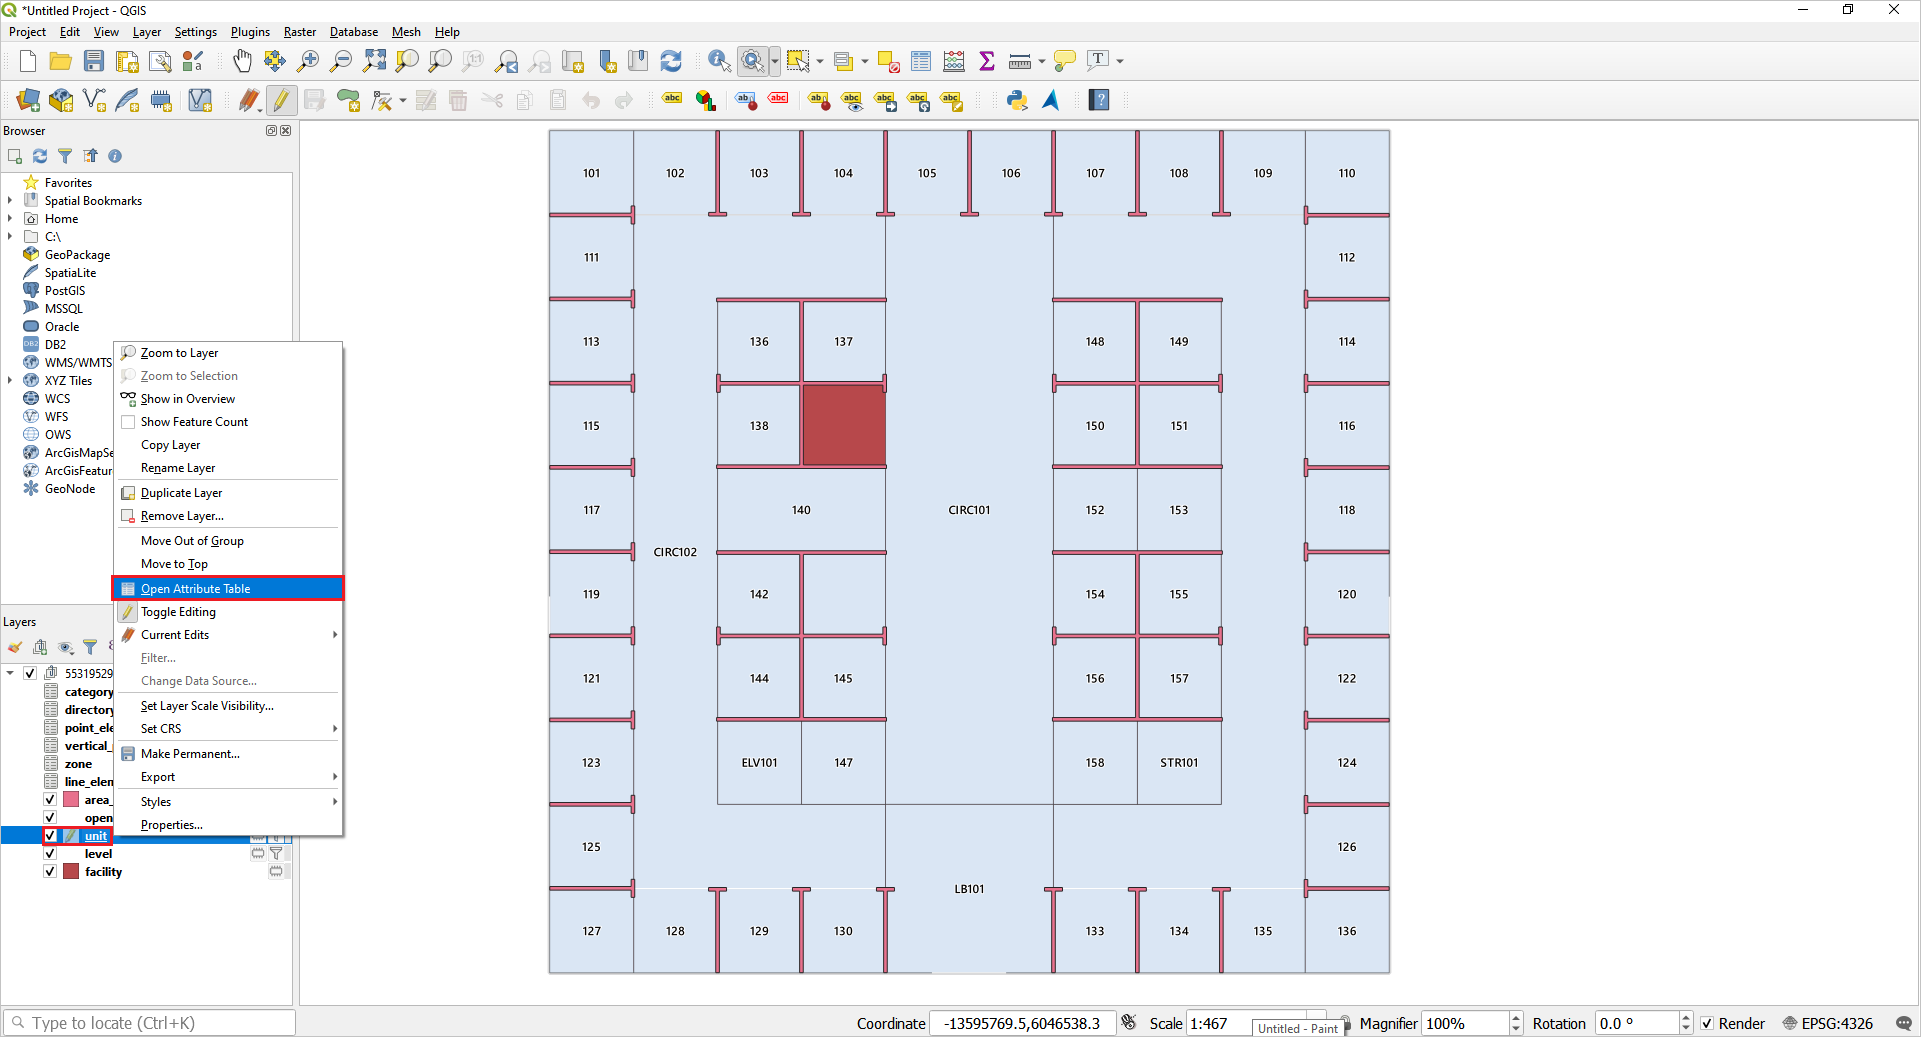 *Untitled Project - QGIS
Project Edit View Layer Settings Plugins Raster Database Mesh Help
Browser
Favorites
Spatial Bookmarks
Home
C:\
GeoPackage
SpatiaLite
PostGIS
MSSQL
Oracle
DB2
WMS/WMTS
XYZ Tiles
WCS
WFS
OWS
ArcGisMapSe
ArcGisFeatur
GeoNode
Zoom to Layer
Zoom to Selection
Show in Overview
Show Feature Count
Copy Layer
Rename Layer
Duplicate Layer
Remove Layer...
Move Out of Group
Move to Top
Open Attribute Table
Toggle Editing
Current Edits
Filter...
Change Data Source...
Set Layer Scale Visibility...
Set CRS
Make Permanent...
Export
Styles
Properties...
Layers
55319529
category
directory
point_ele
vertical_
zone
line_elem
area_
open
unit
level
facility
101 102 103 104 105 106 107 108 109 110
111 112
113 136 137 148 149 114
115 138 150 151 116
117 140 CIRC101 152 153 118
CIRC102
119 142 154 155 120
121 144 145 156 157 122
123 ELV101 147 158 STR101 124
125 126
LB101
127 128 129 130 133 134 135 136
Type to locate (Ctrl+K)
Coordinate -13595769.5,6046538.3 Scale 1:467 Magnifier 100% Rotation 0.0 ° Render EPSG:4326
Untitled - Paint